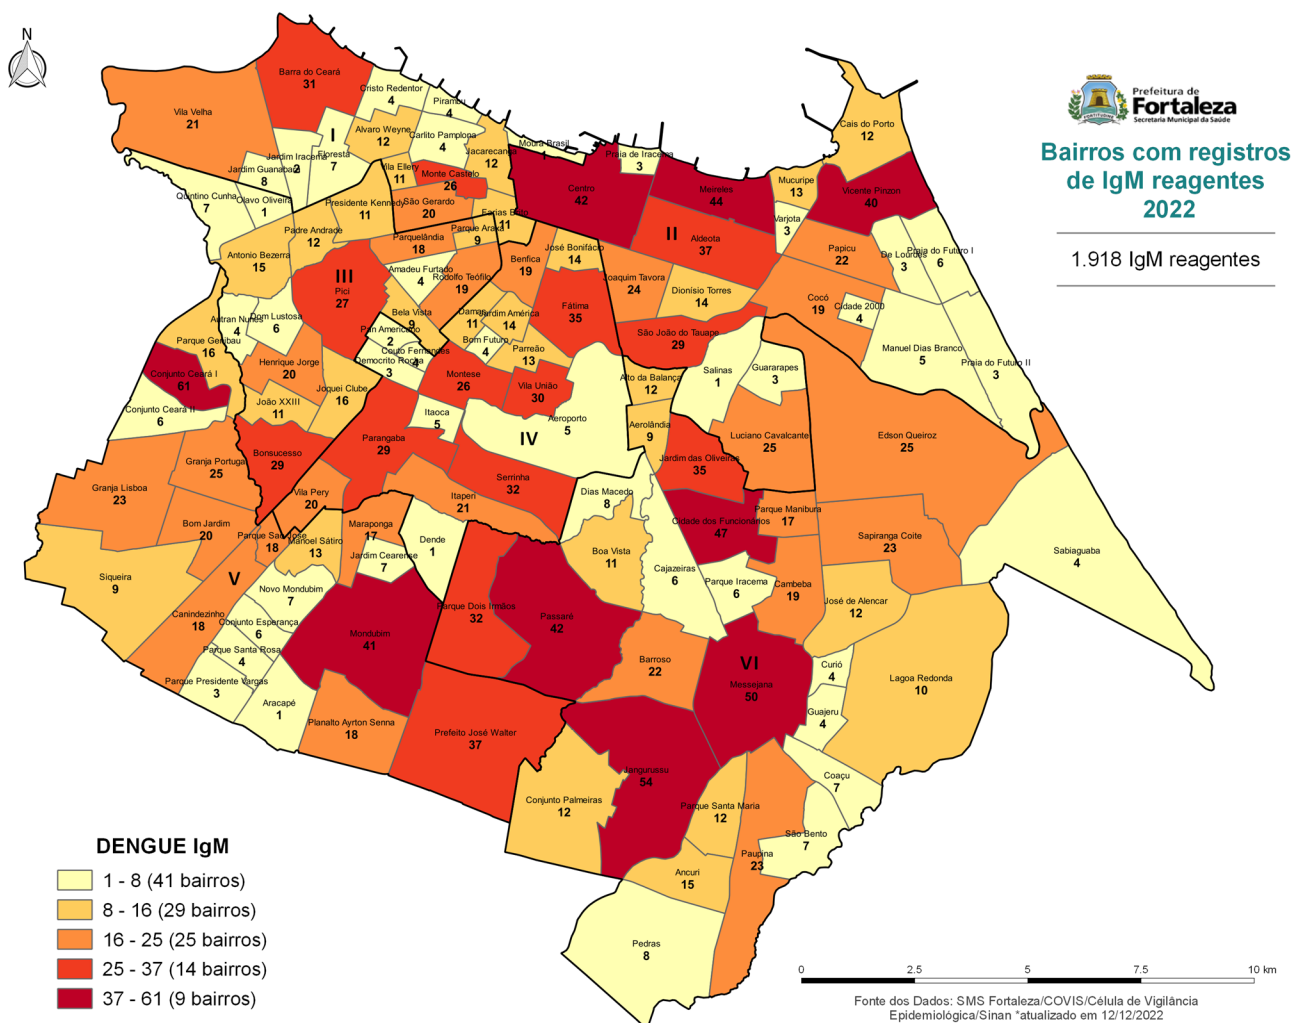 N
Prefeitura de
Fortaleza
Secretaria Municipal da Saúde
Bairros com registros
de IgM reagentes
2022
1.918 IgM reagentes
Barra do Ceará
31
Vila Velha
21
Cristo Redentor
4
Pirambu
4
I
Floresta
7
Alvaro Weyne
12
Carlito Pamplona
4
Jacarecanga
12
Moura Brasil
1
Praia de Iracema
3
Cais do Porto
12
Jardim Iracema
2
Jardim Guanabara
8
Vila Ellery
11
Monte Castelo
26
Centro
42
Meireles
44
Mucuripe
13
Vicente Pinzon
40
Quintino Cunha
7
Olavo Oliveira
1
Presidente Kennedy
11
São Gerardo
20
Farias Brito
11
Varjota
3
II
Aldeota
37
Padre Andrade
12
Parquelândia
18
Parque Araxá
9
José Bonifácio
14
Papicu
22
De Lourdes
3
Praia do Futuro I
6
Antonio Bezerra
15
III
Pici
27
Amadeu Furtado
4
Rodolfo Teófilo
19
Benfica
19
Joaquim Tavora
24
Dionísio Torres
14
Cocó
19
Cidade 2000
4
Autran Nunes
4
Dom Lustosa
6
Bela Vista
9
Damas
11
Jardim América
14
Fátima
35
São João do Tauape
29
Manuel Dias Branco
5
Praia do Futuro II
3
Parque Genibau
16
Pan Americano
2
Couto Fernandes
4
Democrito Rocha
3
Bom Futuro
4
Parreão
13
Conjunto Ceará I
61
Henrique Jorge
20
Joquei Clube
16
Montese
26
Vila União
30
Alto da Balança
12
Salinas
1
Guararapes
3
Conjunto Ceará II
6
João XXIII
11
Itaoca
5
Aeroporto
5
IV
Aerolândia
9
Luciano Cavalcante
25
Edson Queiroz
25
Granja Portugal
25
Bonsucesso
29
Parangaba
29
Jardim das Oliveiras
35
Granja Lisboa
23
Vila Pery
20
Itaperi
21
Serrinha
32
Dias Macedo
8
Parque Manibura
17
Bom Jardim
20
Parque Sao Jose
18
Manoel Sátiro
13
Maraponga
17
Dende
1
Cidade dos Funcionários
47
Sapiranga Coite
23
Sabiaguaba
4
Siqueira
9
V
Jardim Cearense
7
Boa Vista
11
Cajazeiras
6
Parque Iracema
6
Cambeba
19
José de Alencar
12
Novo Mondubim
7
Canindezinho
18
Conjunto Esperança
6
Mondubim
41
Parque Dois Irmãos
32
Passaré
42
Parque Santa Rosa
4
Barroso
22
VI
Messejana
50
Curió
4
Lagoa Redonda
10
Parque Presidente Vargas
3
Aracapé
1
Planalto Ayrton Senna
18
Prefeito José Walter
37
Guajeru
4
Jangurussu
54
Coaçu
7
Conjunto Palmeiras
12
Parque Santa Maria
12
São Bento
7
Paupina
23
Ancuri
15
Pedras
8
DENGUE IgM
1 - 8 (41 bairros)
8 - 16 (29 bairros)
16 - 25 (25 bairros)
25 - 37 (14 bairros)
37 - 61 (9 bairros)
0 2.5 5 7.5 10 km
Fonte dos Dados: SMS Fortaleza/COVIS/Célula de Vigilância
Epidemiológica/Sinan *atualizado em 12/12/2022